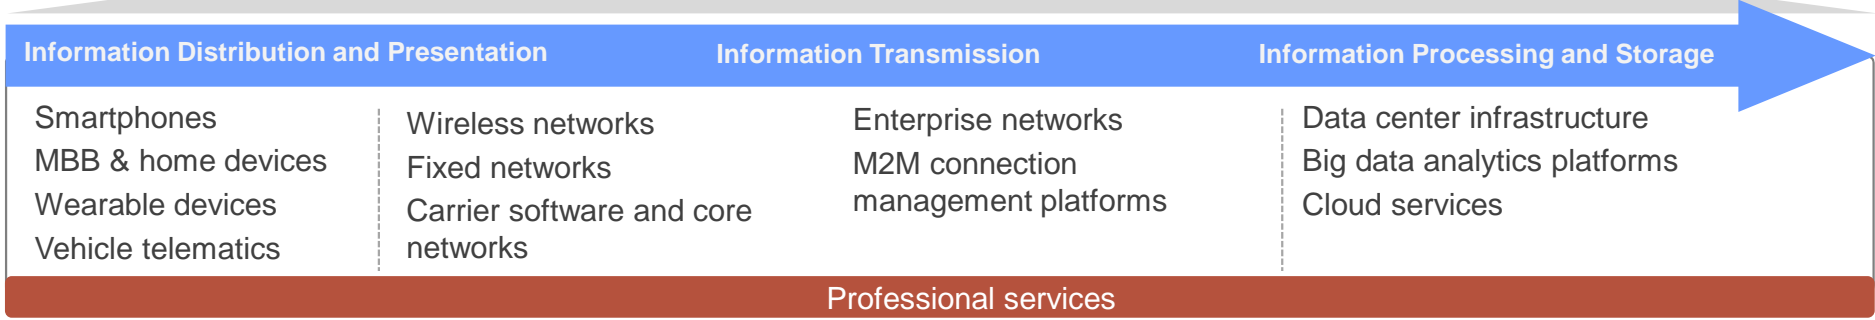 Information Distribution and Presentation
Information Transmission
Information Processing and Storage
Smartphones
MBB & home devices
Wearable devices
Vehicle telematics
Wireless networks
Fixed networks
Carrier software and core
networks
Enterprise networks
M2M connection
management platforms
Data center infrastructure
Big data analytics platforms
Cloud services
Professional services